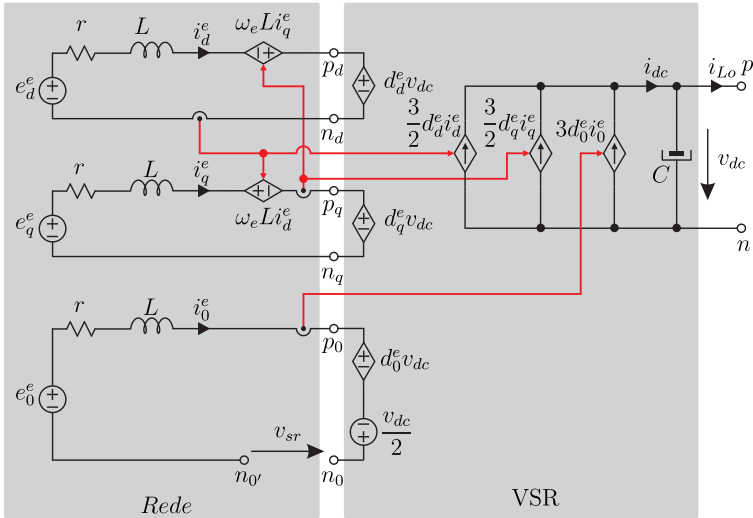 r L i_d^e ω_e L i_q^e
e_d^e + − − + p_d + − d_d^e v_dc
n_d
r L i_q^e + − p_q
ω_e L i_d^e
e_q^e + − + − d_q^e v_dc
n_q
r L i_0^e
p_0
e_0^e + − + − d_0^e v_dc
v_sr − + v_dc/2
n_0' n_0
Rede
3/2 d_d^e i_d^e 3/2 d_q^e i_q^e 3d_0^e i_0^e
i_dc i_Lo p
C v_dc
n
VSR